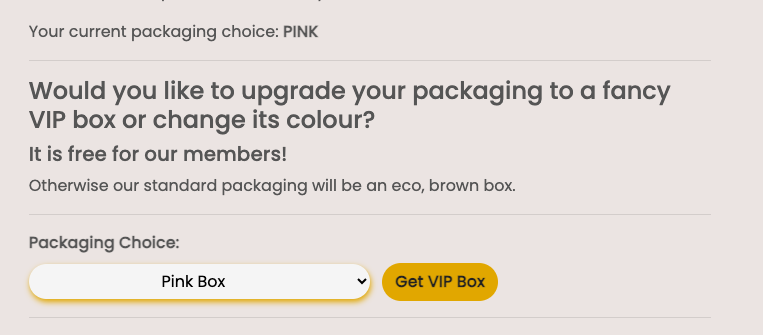 Your current packaging choice: PINK
Would you like to upgrade your packaging to a fancy
VIP box or change its colour?
It is free for our members!
Otherwise our standard packaging will be an eco, brown box.
Packaging Choice:
Pink Box
Get VIP Box